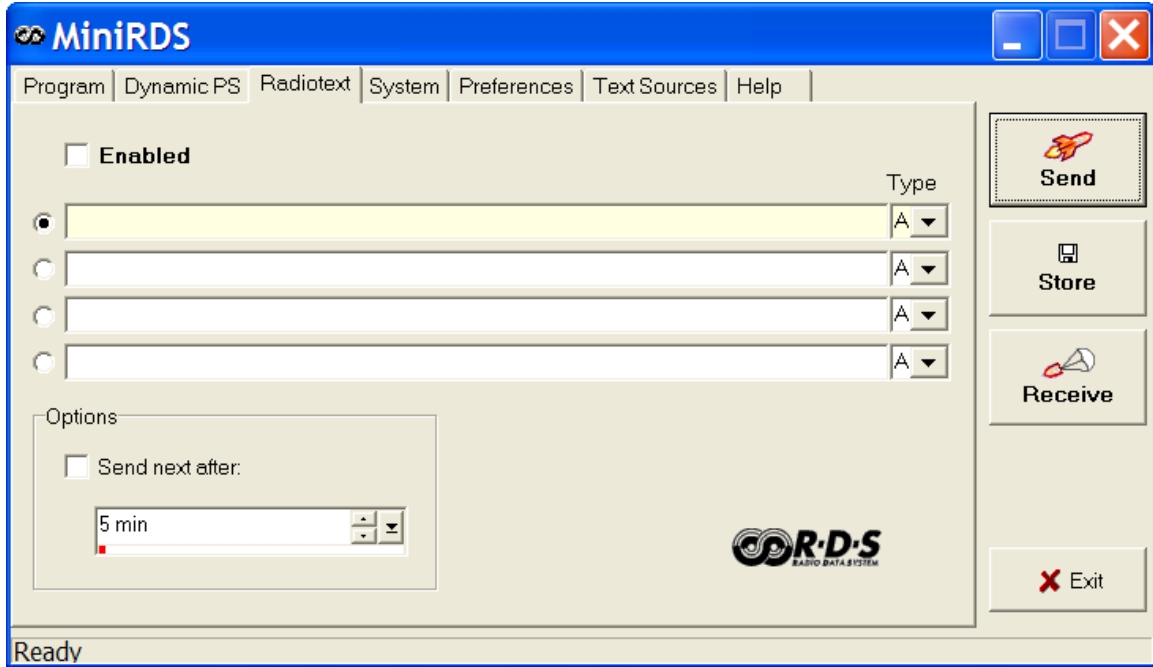 MiniRDS
Program Dynamic PS Radiotext System Preferences Text Sources Help
Enabled
Type
A
A
A
A
Options
Send next after:
5 min
R·D·S
RADIO DATA SYSTEM
Send
Store
Receive
Exit
Ready